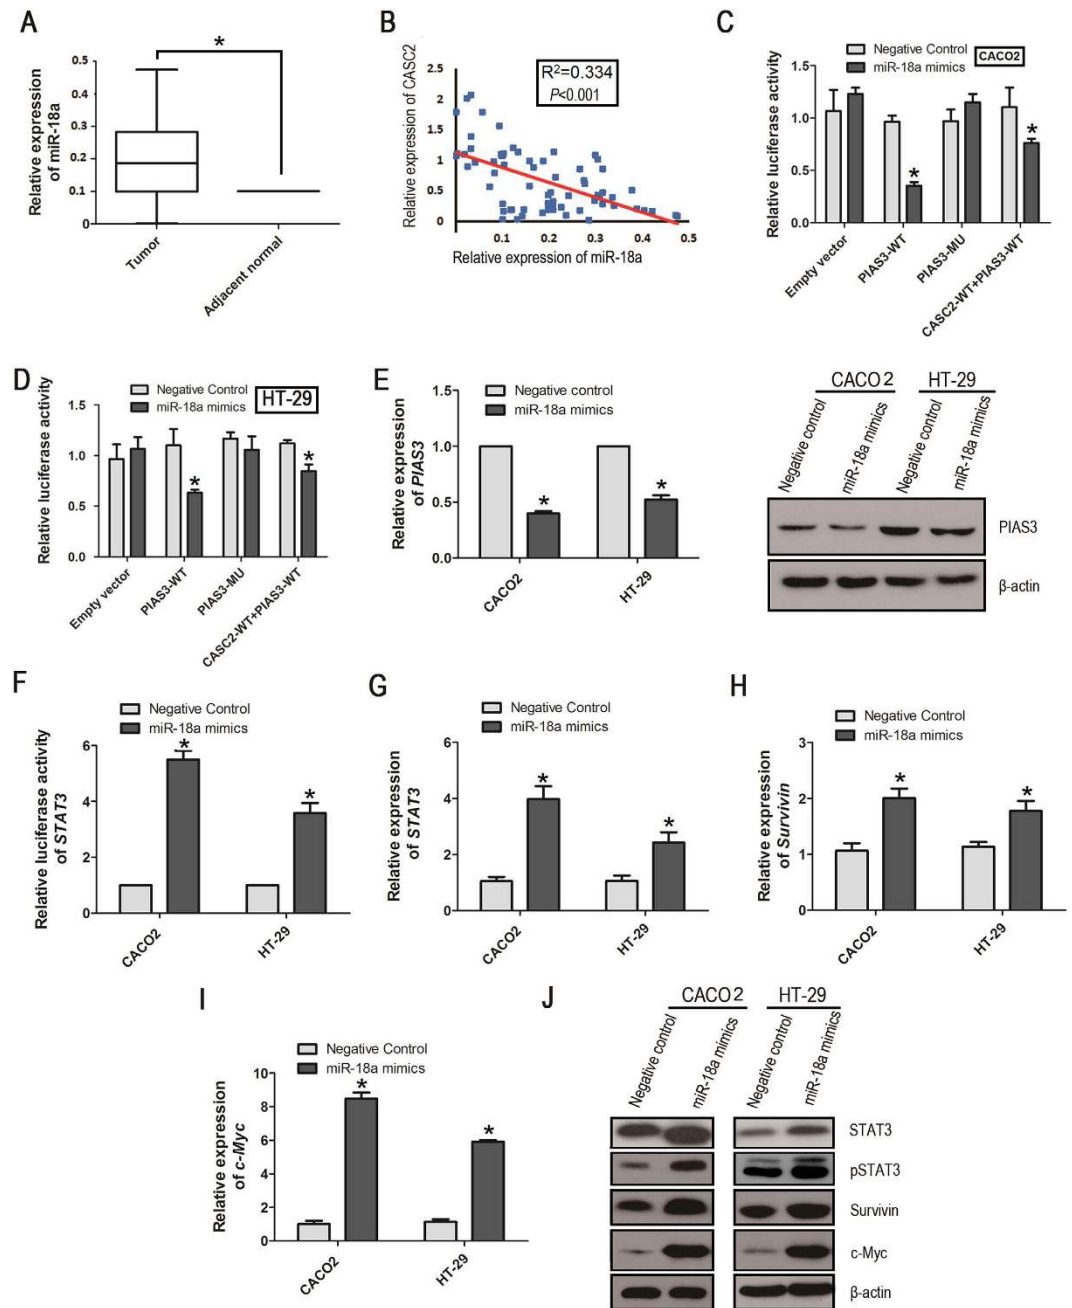 A
*
Relative expression
of miR-18a
0.5
0.4
0.3
0.2
0.1
0
Tumor
Adjacent normal
B
Relative expression of CASC2
2.5
2
1.5
1
0.5
0
R²=0.334
P<0.001
0.1
0.2
0.3
0.4
0.5
Relative expression of miR-18a
C
Negative Control
miR-18a mimics
CACO2
Relative luciferase activity
1.5
1.0
0.5
0.0
*
*
Empty vector
PIAS3-WT
PIAS3-MU
CASC2-WT+PIAS3-WT
D
Negative Control
miR-18a mimics
HT-29
Relative luciferase activity
1.5
1.0
0.5
0.0
*
*
Empty vector
PIAS3-WT
PIAS3-MU
CASC2-WT+PIAS3-WT
E
Negative control
miR-18a mimics
Relative expression
of PIAS3
1.5
1.0
0.5
0.0
*
*
CACO2
HT-29
CACO2
HT-29
Negative control
miR-18a mimics
Negative control
miR-18a mimics
PIAS3
β-actin
F
Negative Control
miR-18a mimics
Relative luciferase activity
of STAT3
6
4
2
0
*
*
CACO2
HT-29
G
Negative Control
miR-18a mimics
Relative expression
of STAT3
6
4
2
0
*
*
CACO2
HT-29
H
Negative Control
miR-18a mimics
Relative expression
of Survivin
3
2
1
0
*
*
CACO2
HT-29
I
Negative Control
miR-18a mimics
Relative expression
of c-Myc
10
8
6
4
2
0
*
*
CACO2
HT-29
J
CACO2
HT-29
Negative control
miR-18a mimics
Negative control
miR-18a mimics
STAT3
pSTAT3
Survivin
c-Myc
β-actin